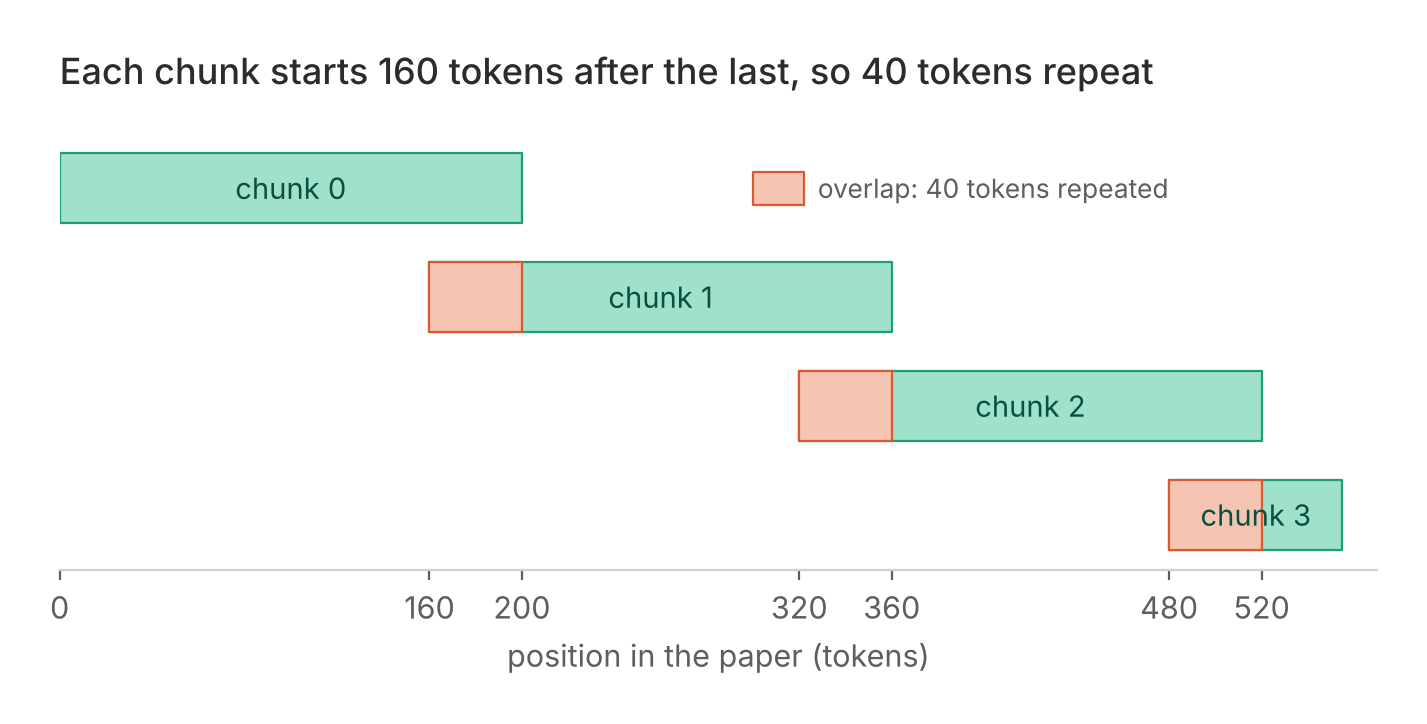 Each chunk starts 160 tokens after the last, so 40 tokens repeat
chunk 0
overlap: 40 tokens repeated
chunk 1
chunk 2
chunk 3
0 160 200 320 360 480 520
position in the paper (tokens)